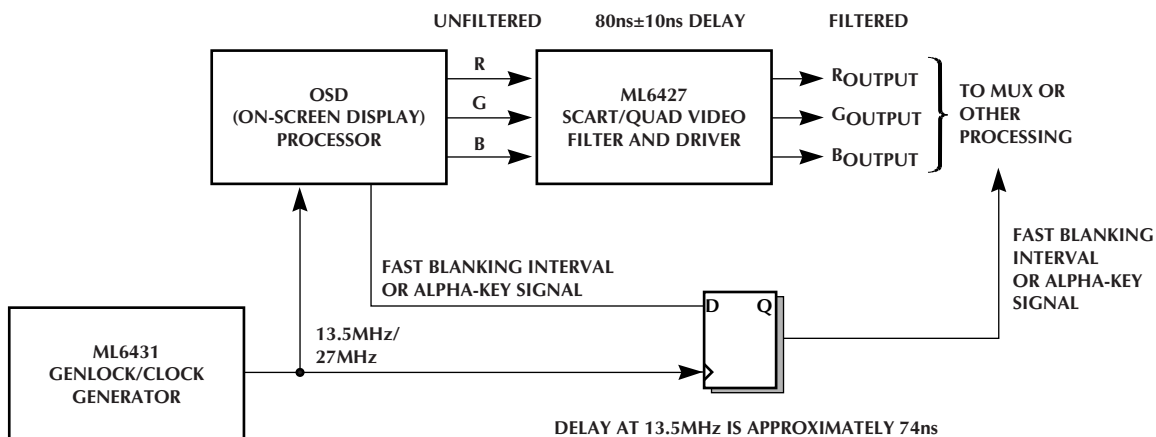 UNFILTERED
80ns±10ns DELAY
FILTERED
OSD
(ON-SCREEN DISPLAY)
PROCESSOR
R
G
B
ML6427
SCART/QUAD VIDEO
FILTER AND DRIVER
ROUTPUT
GOUTPUT
BOUTPUT
TO MUX OR
OTHER
PROCESSING
FAST BLANKING INTERVAL
OR ALPHA-KEY SIGNAL
FAST BLANKING
INTERVAL
OR ALPHA-KEY
SIGNAL
D Q
ML6431
GENLOCK/CLOCK
GENERATOR
13.5MHz/
27MHz
DELAY AT 13.5MHz IS APPROXIMATELY 74ns